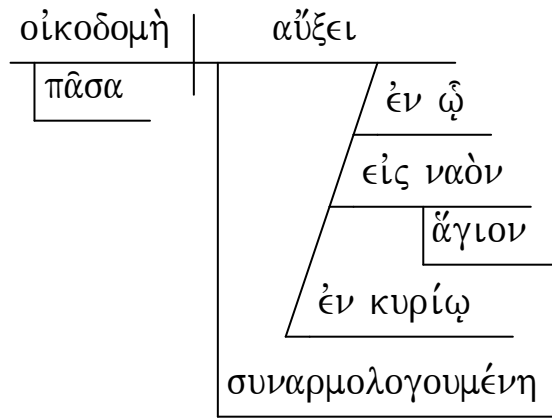 οἰκοδομὴ αὔξει
πᾶσα
ἐν ᾧ
εἰς ναὸν
ἅγιον
ἐν κυρίῳ
συναρμολογουμένη